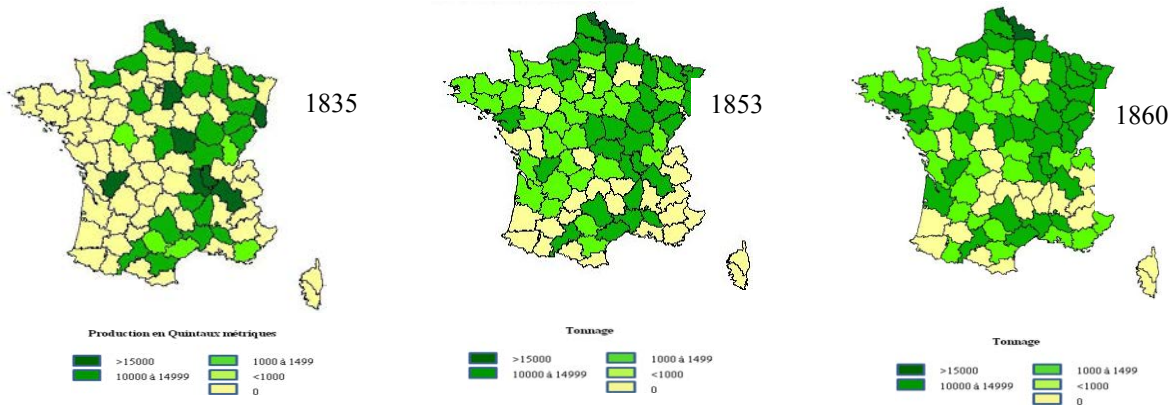 1835
1853
1860
Production en Quintaux métriques
>15000
1000 à 1499
10000 à 14999
<1000
0
Tonnage
>15000
1000 à 1499
10000 à 14999
<1000
0
Tonnage
>15000
1000 à 1499
10000 à 14999
<1000
0